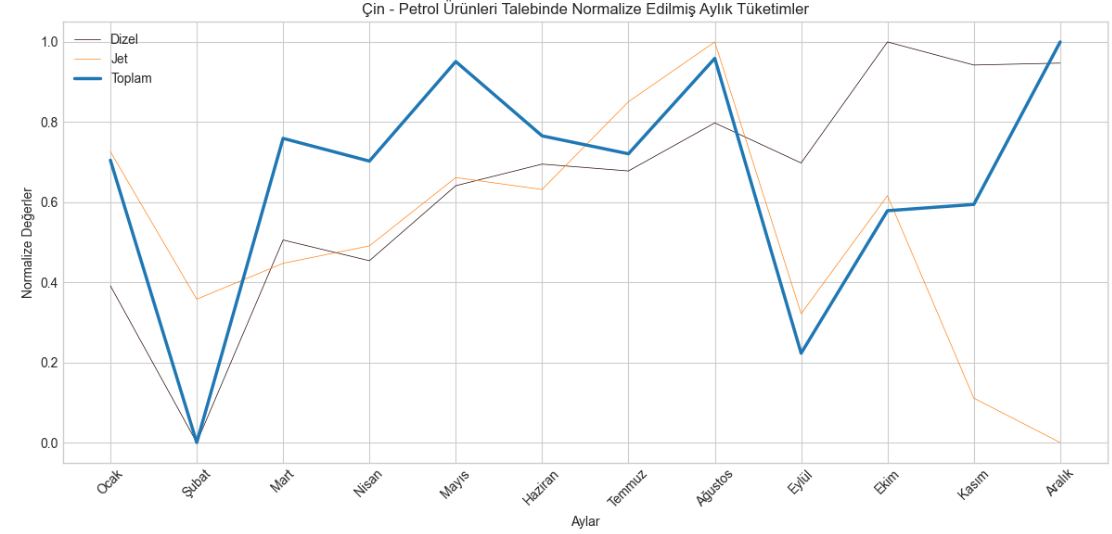 Çin - Petrol Ürünleri Talebinde Normalize Edilmiş Aylık Tüketimler
Dizel
Jet
Toplam
Normalize Değerler
1.0
0.8
0.6
0.4
0.2
0.0
Ocak
Şubat
Mart
Nisan
Mayıs
Haziran
Temmuz
Ağustos
Eylül
Ekim
Kasım
Aralık
Aylar